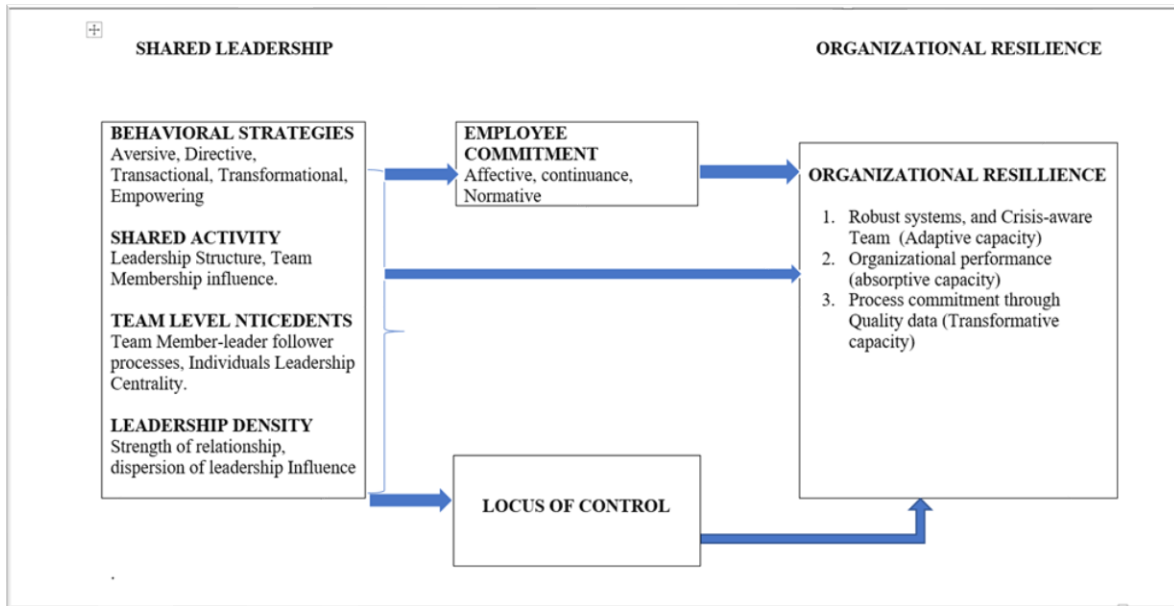 SHARED LEADERSHIP
ORGANIZATIONAL RESILIENCE
BEHAVIORAL STRATEGIES
Aversive, Directive,
Transactional, Transformational,
Empowering
SHARED ACTIVITY
Leadership Structure, Team
Membership influence.
TEAM LEVEL NTICEDENTS
Team Member-leader follower
processes, Individuals Leadership
Centrality.
LEADERSHIP DENSITY
Strength of relationship,
dispersion of leadership Influence
EMPLOYEE
COMMITMENT
Affective, continuance,
Normative
LOCUS OF CONTROL
ORGANIZATIONAL RESILLIENCE
1. Robust systems, and Crisis-aware
Team (Adaptive capacity)
2. Organizational performance
(absorptive capacity)
3. Process commitment through
Quality data (Transformative
capacity)
.